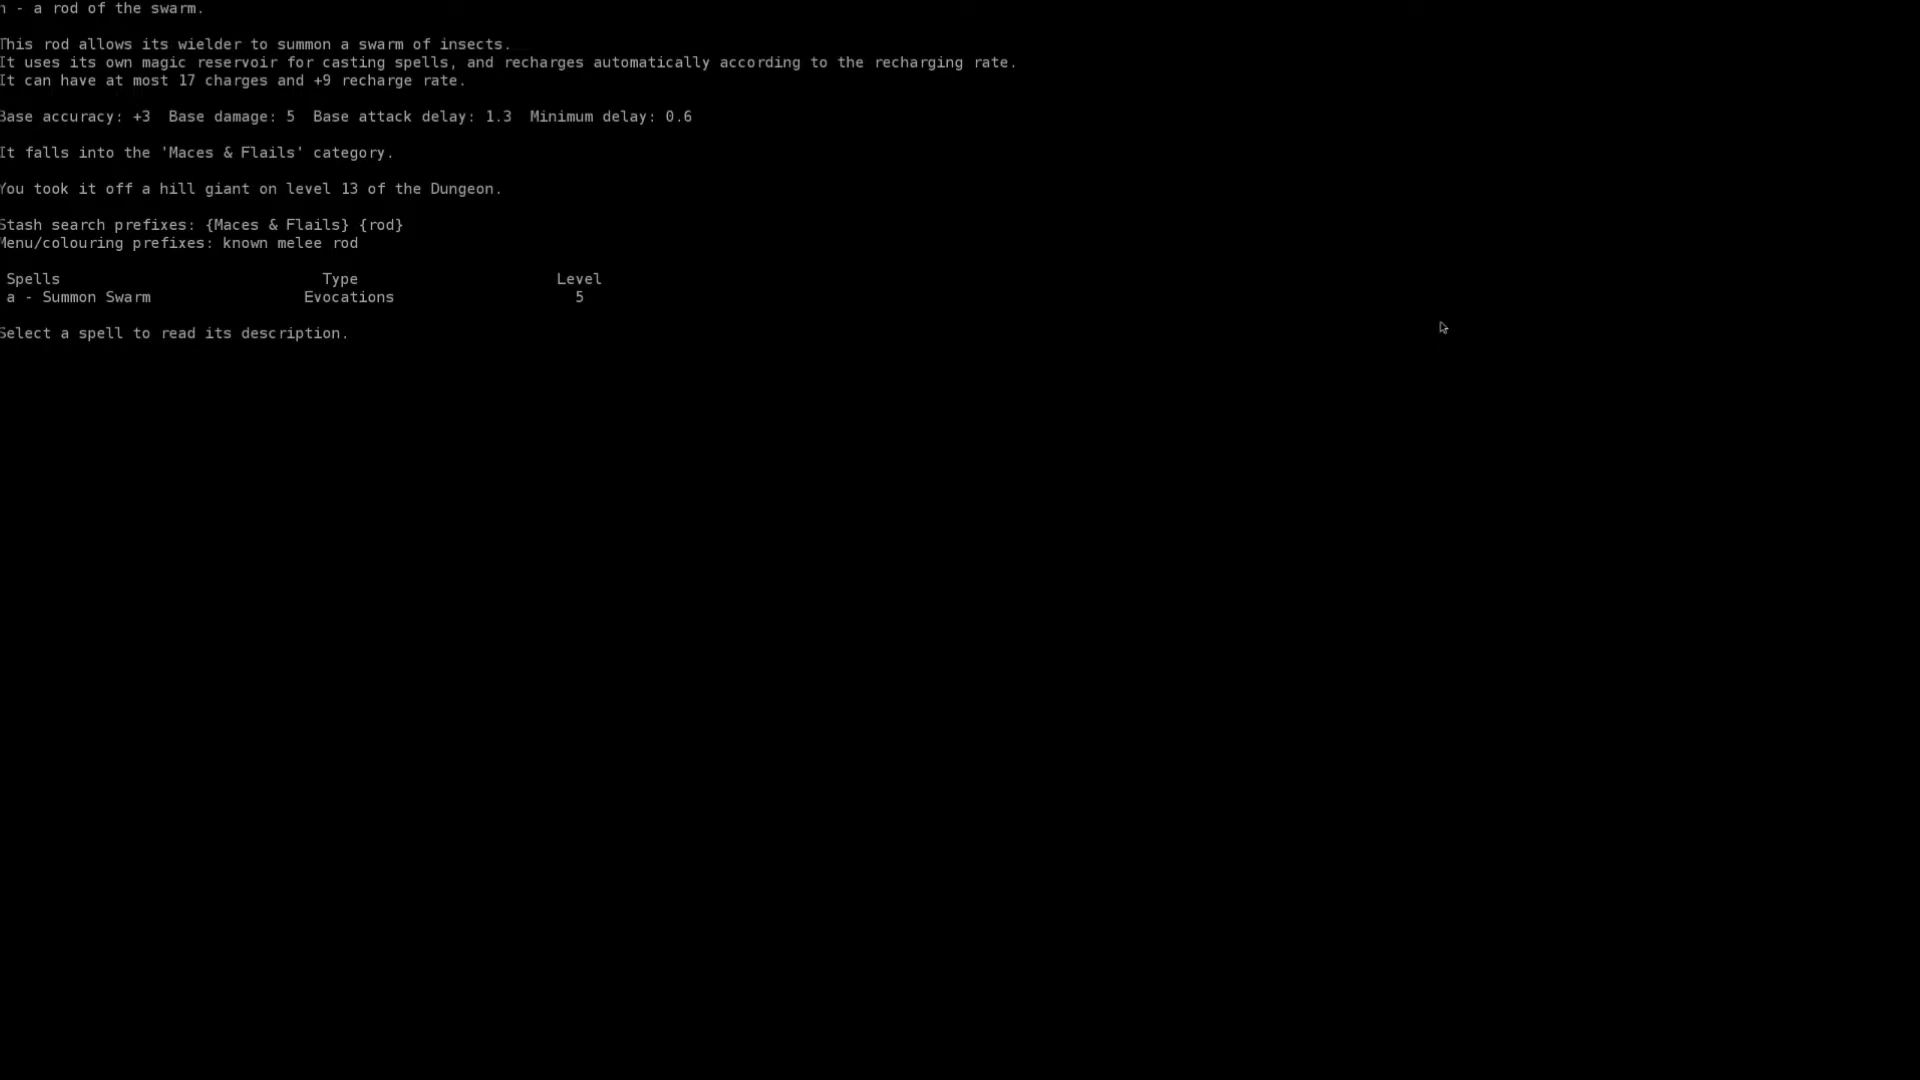 n - a rod of the swarm.
This rod allows its wielder to summon a swarm of insects.
It uses its own magic reservoir for casting spells, and recharges automatically according to the recharging rate.
It can have at most 17 charges and +9 recharge rate.
Base accuracy: +3  Base damage: 5  Base attack delay: 1.3  Minimum delay: 0.6
It falls into the 'Maces & Flails' category.
You took it off a hill giant on level 13 of the Dungeon.
Stash search prefixes: {Maces & Flails} {rod}
Menu/colouring prefixes: known melee rod
Spells Type Level
a - Summon Swarm Evocations 5
Select a spell to read its description.